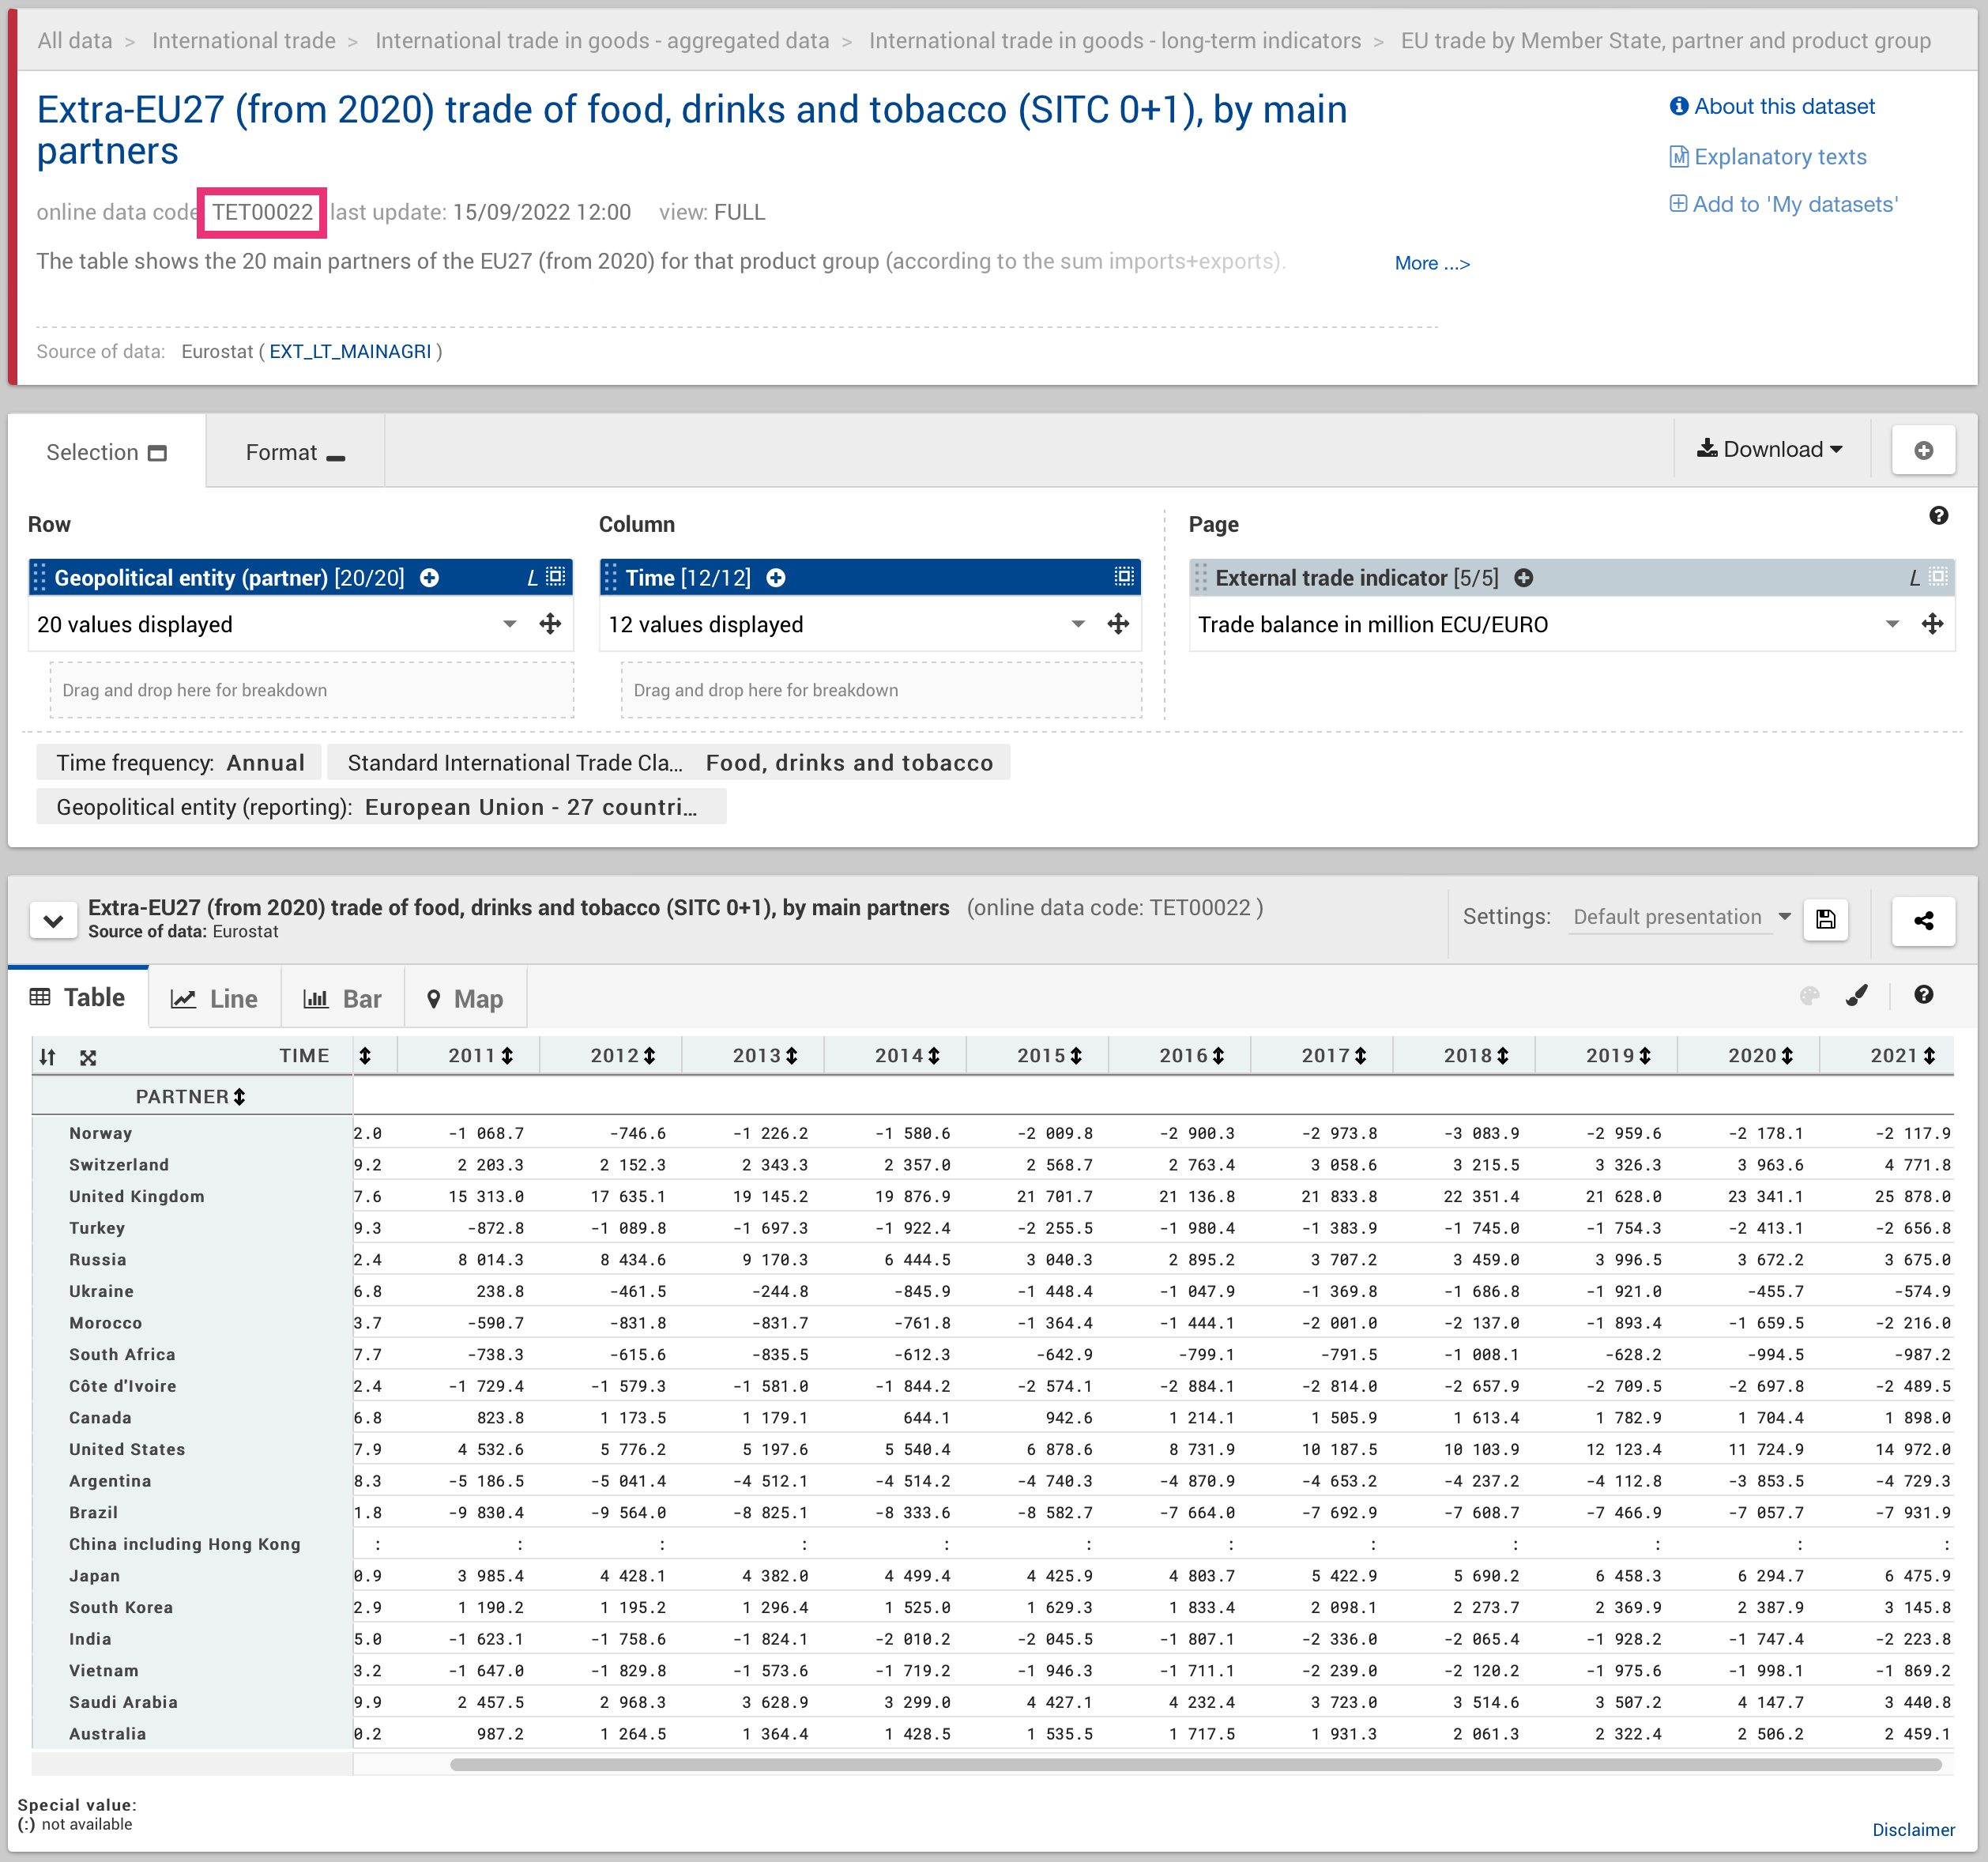 All data > International trade > International trade in goods - aggregated data > International trade in goods - long-term indicators > EU trade by Member State, partner and product group
Extra-EU27 (from 2020) trade of food, drinks and tobacco (SITC 0+1), by main
partners
About this dataset
Explanatory texts
Add to 'My datasets'
online data code: TET00022 last update: 15/09/2022 12:00 view: FULL
The table shows the 20 main partners of the EU27 (from 2020) for that product group (according to the sum imports+exports).
More ...>
Source of data: Eurostat ( EXT_LT_MAINAGRI )
Selection Format Download
Row Column Page
Geopolitical entity (partner) [20/20] L Time [12/12] External trade indicator [5/5] L
20 values displayed 12 values displayed Trade balance in million ECU/EURO
Drag and drop here for breakdown Drag and drop here for breakdown
Time frequency: Annual Standard International Trade Cla... Food, drinks and tobacco
Geopolitical entity (reporting): European Union - 27 countri...
Extra-EU27 (from 2020) trade of food, drinks and tobacco (SITC 0+1), by main partners (online data code: TET00022 )
Source of data: Eurostat
Settings: Default presentation
Table Line Bar Map
TIME 2011 2012 2013 2014 2015 2016 2017 2018 2019 2020 2021
PARTNER
Norway 2.0 -1 068.7 -746.6 -1 226.2 -1 580.6 -2 009.8 -2 900.3 -2 973.8 -3 083.9 -2 959.6 -2 178.1 -2 117.9
Switzerland 9.2 2 203.3 2 152.3 2 343.3 2 357.0 2 568.7 2 763.4 3 058.6 3 215.5 3 326.3 3 963.6 4 771.8
United Kingdom 7.6 15 313.0 17 635.1 19 145.2 19 876.9 21 701.7 21 136.8 21 833.8 22 351.4 21 628.0 23 341.1 25 878.0
Turkey 9.3 -872.8 -1 089.8 -1 697.3 -1 922.4 -2 255.5 -1 980.4 -1 383.9 -1 745.0 -1 754.3 -2 413.1 -2 656.8
Russia 2.4 8 014.3 8 434.6 9 170.3 6 444.5 3 040.3 2 895.2 3 707.2 3 459.0 3 996.5 3 672.2 3 675.0
Ukraine 6.8 238.8 -461.5 -244.8 -845.9 -1 448.4 -1 047.9 -1 369.8 -1 686.8 -1 921.0 -455.7 -574.9
Morocco 3.7 -590.7 -831.8 -831.7 -761.8 -1 364.4 -1 444.1 -2 001.0 -2 137.0 -1 893.4 -1 659.5 -2 216.0
South Africa 7.7 -738.3 -615.6 -835.5 -612.3 -642.9 -799.1 -791.5 -1 008.1 -628.2 -994.5 -987.2
Côte d'Ivoire 2.4 -1 729.4 -1 579.3 -1 581.0 -1 844.2 -2 574.1 -2 884.1 -2 814.0 -2 657.9 -2 709.5 -2 697.8 -2 489.5
Canada 6.8 823.8 1 173.5 1 179.1 644.1 942.6 1 214.1 1 505.9 1 613.4 1 782.9 1 704.4 1 898.0
United States 7.9 4 532.6 5 776.2 5 197.6 5 540.4 6 878.6 8 731.9 10 187.5 10 103.9 12 123.4 11 724.9 14 972.0
Argentina 8.3 -5 186.5 -5 041.4 -4 512.1 -4 514.2 -4 740.3 -4 870.9 -4 653.2 -4 237.2 -4 112.8 -3 853.5 -4 729.3
Brazil 1.8 -9 830.4 -9 564.0 -8 825.1 -8 333.6 -8 582.7 -7 664.0 -7 692.9 -7 608.7 -7 466.9 -7 057.7 -7 931.9
China including Hong Kong : : : : : : : : : : : :
Japan 0.9 3 985.4 4 428.1 4 382.0 4 499.4 4 425.9 4 803.7 5 422.9 5 690.2 6 458.3 6 294.7 6 475.9
South Korea 2.9 1 190.2 1 195.2 1 296.4 1 525.0 1 629.3 1 833.4 2 098.1 2 273.7 2 369.9 2 387.9 3 145.8
India 5.0 -1 623.1 -1 758.6 -1 824.1 -2 010.2 -2 045.5 -1 807.1 -2 336.0 -2 065.4 -1 928.2 -1 747.4 -2 223.8
Vietnam 3.2 -1 647.0 -1 829.8 -1 573.6 -1 719.2 -1 946.3 -1 711.1 -2 239.0 -2 120.2 -1 975.6 -1 998.1 -1 869.2
Saudi Arabia 9.9 2 457.5 2 968.3 3 628.9 3 299.0 4 427.1 4 232.4 3 723.0 3 514.6 3 507.2 4 147.7 3 440.8
Australia 0.2 987.2 1 264.5 1 364.4 1 428.5 1 535.5 1 717.5 1 931.3 2 061.3 2 322.4 2 506.2 2 459.1
Special value:
(:) not available
Disclaimer